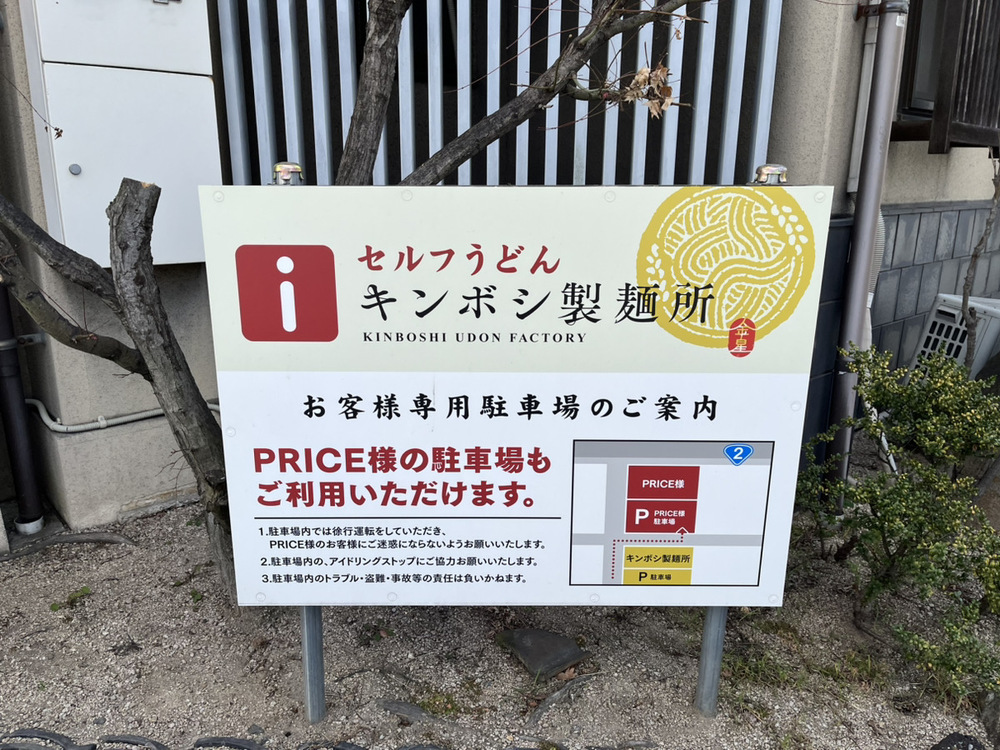 i
セルフうどん
キンボシ製麺所
KINBOSHI UDON FACTORY
金星
お客様専用駐車場のご案内
PRICE様の駐車場も
ご利用いただけます。
1.駐車場内では徐行運転をしていただき、
PRICE様のお客様にご迷惑にならないようお願いいたします。
2.駐車場内の、アイドリングストップにご協力お願いいたします。
3.駐車場内のトラブル・盗難・事故等の責任は負いかねます。
2
PRICE様
P PRICE様
駐車場
キンボシ製麺所
P 駐車場